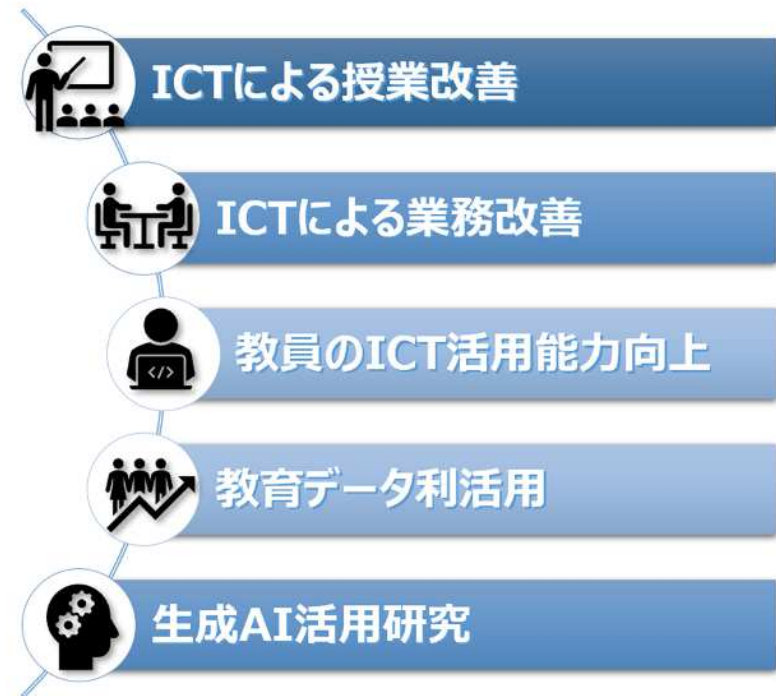 ICTによる授業改善
ICTによる業務改善
</>
教員のICT活用能力向上
教育データ利活用
生成AI活用研究